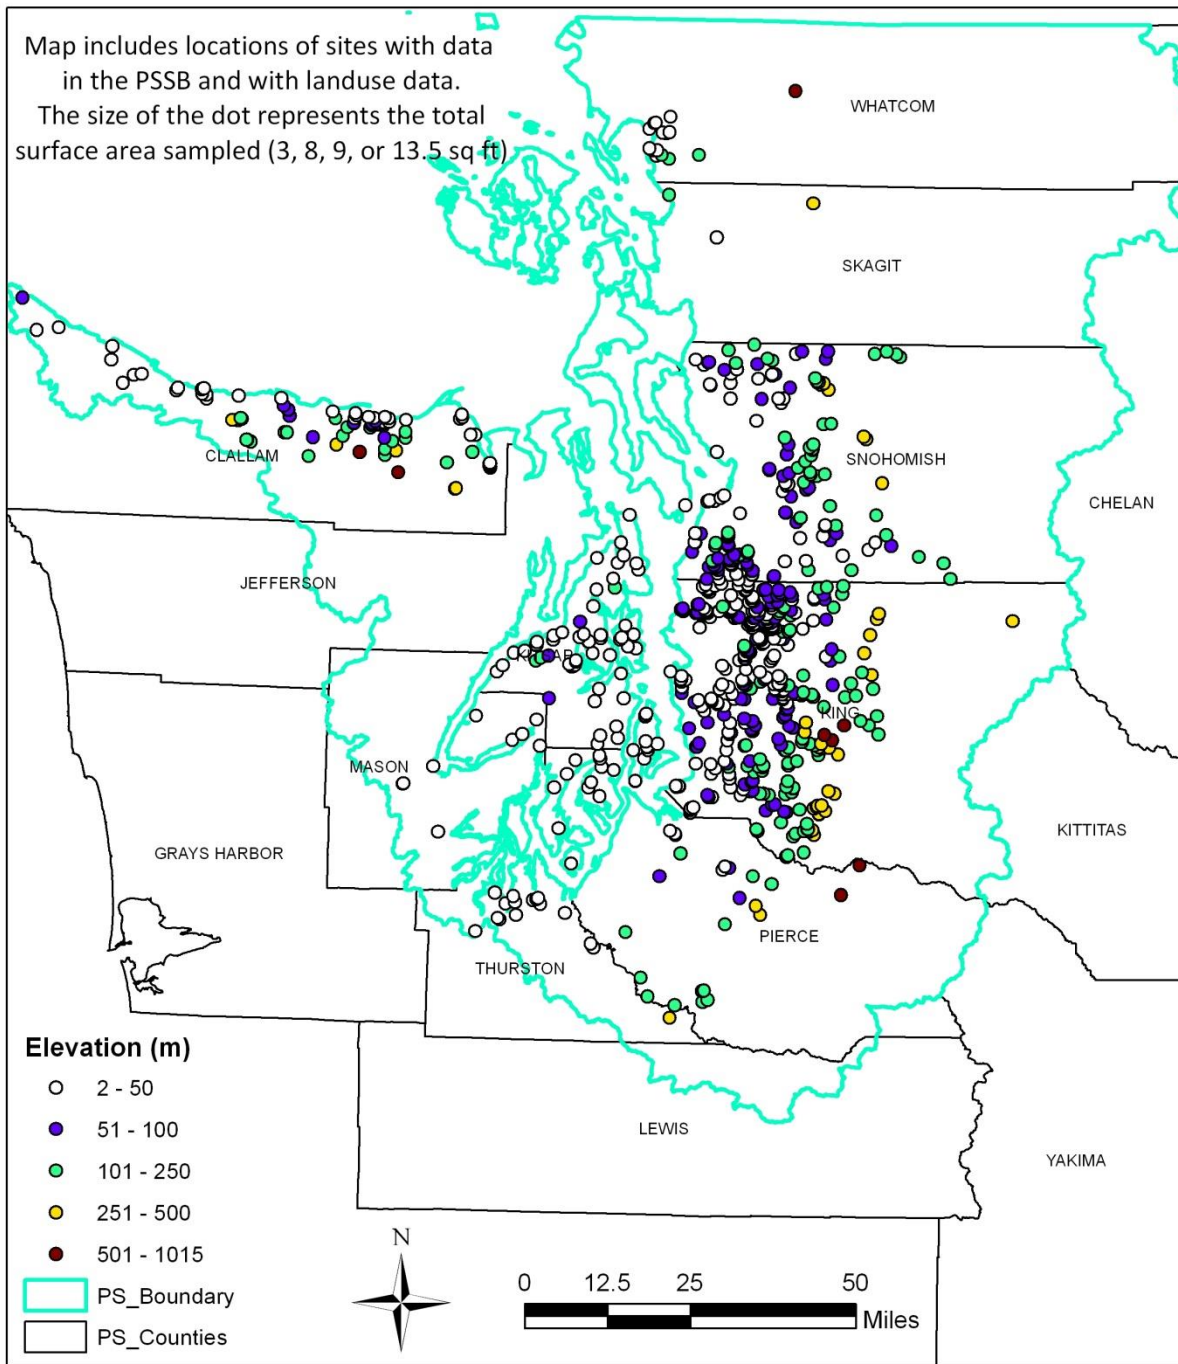 Map includes locations of sites with data
in the PSSB and with landuse data.
The size of the dot represents the total
surface area sampled (3, 8, 9, or 13.5 sq ft)
WHATCOM
SKAGIT
CLALLAM
SNOHOMISH
CHELAN
JEFFERSON
KING
MASON
GRAYS HARBOR
KITTITAS
PIERCE
THURSTON
LEWIS
YAKIMA
Elevation (m)
2 - 50
51 - 100
101 - 250
251 - 500
501 - 1015
PS_Boundary
PS_Counties
N
0 12.5 25 50
Miles